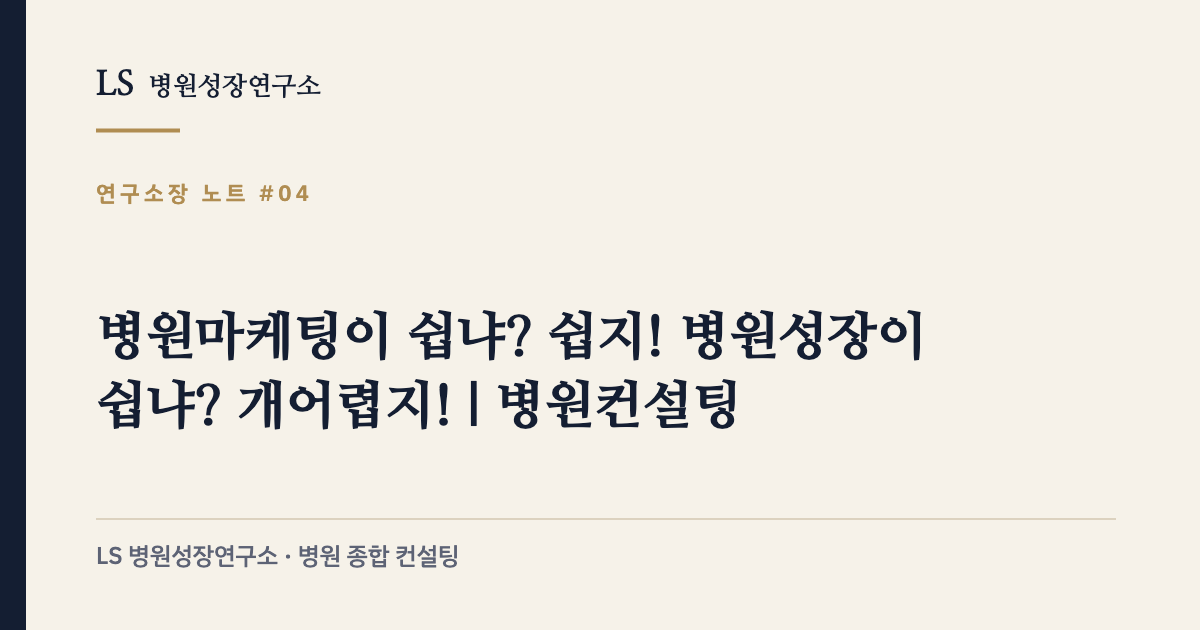 LS 병원성장연구소
연구소장 노트 #04
병원마케팅이 쉽냐? 쉽지! 병원성장이
쉽냐? 개어렵지! | 병원컨설팅
LS 병원성장연구소 · 병원 종합 컨설팅